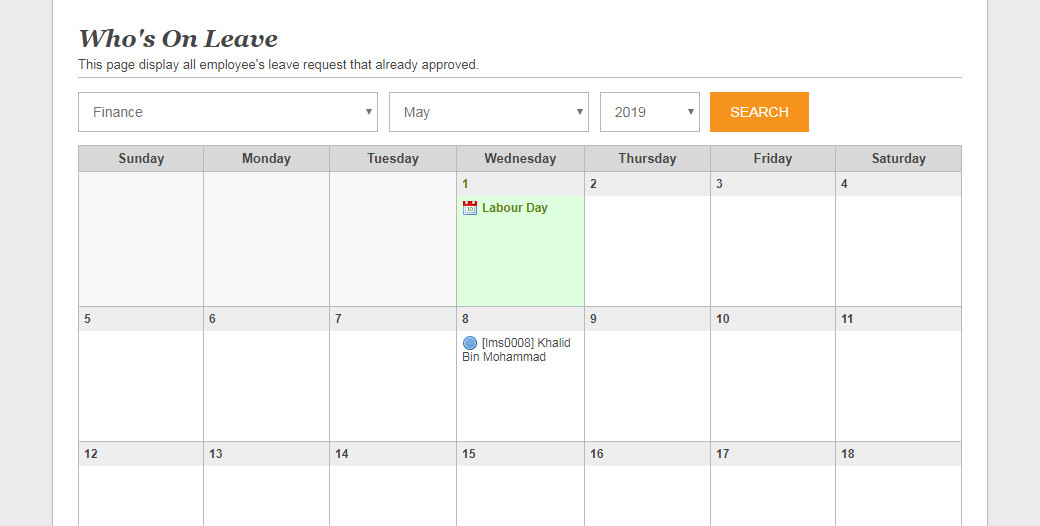 Who's On Leave
This page display all employee's leave request that already approved.
Finance May 2019 SEARCH
Sunday Monday Tuesday Wednesday Thursday Friday Saturday
1 2 3 4
Labour Day
5 6 7 8 9 10 11
[lms0008] Khalid
Bin Mohammad
12 13 14 15 16 17 18